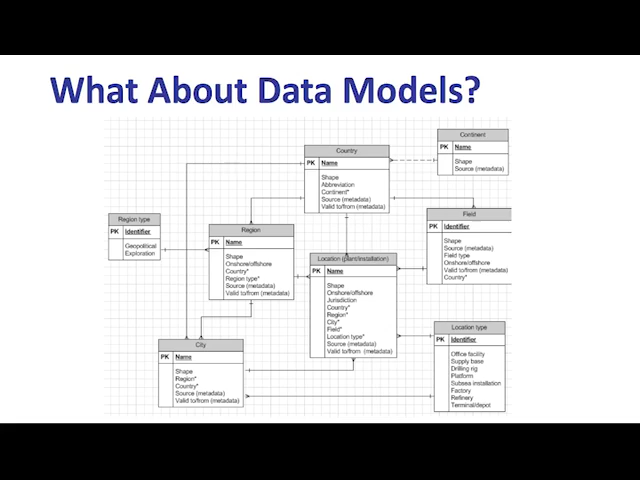 What About Data Models?
Continent
PK Name
Shape
Source (metadata)
Country
PK Name
Shape
Abbreviation
Continent*
Source (metadata)
Valid to/from (metadata)
Region type
PK Identifier
Geopolitical
Exploration
Region
PK Name
Shape
Onshore/offshore
Country*
Region type*
Source (metadata)
Valid to/from (metadata)
Location (plant/installation)
PK Name
Shape
Onshore/offshore
Jurisdiction
Country*
Region*
City*
Field*
Location type*
Source (metadata)
Valid to/from (metadata)
Field
PK Identifier
Shape
Source (metadata)
Field type
Onshore/offshore
Valid to/from (metadata)
Country*
City
PK Name
Shape
Region*
Country*
Source (metadata)
Valid to/from (metadata)
Location type
PK Identifier
Office facility
Supply base
Drilling rig
Platform
Subsea installation
Factory
Refinery
Terminal/depot